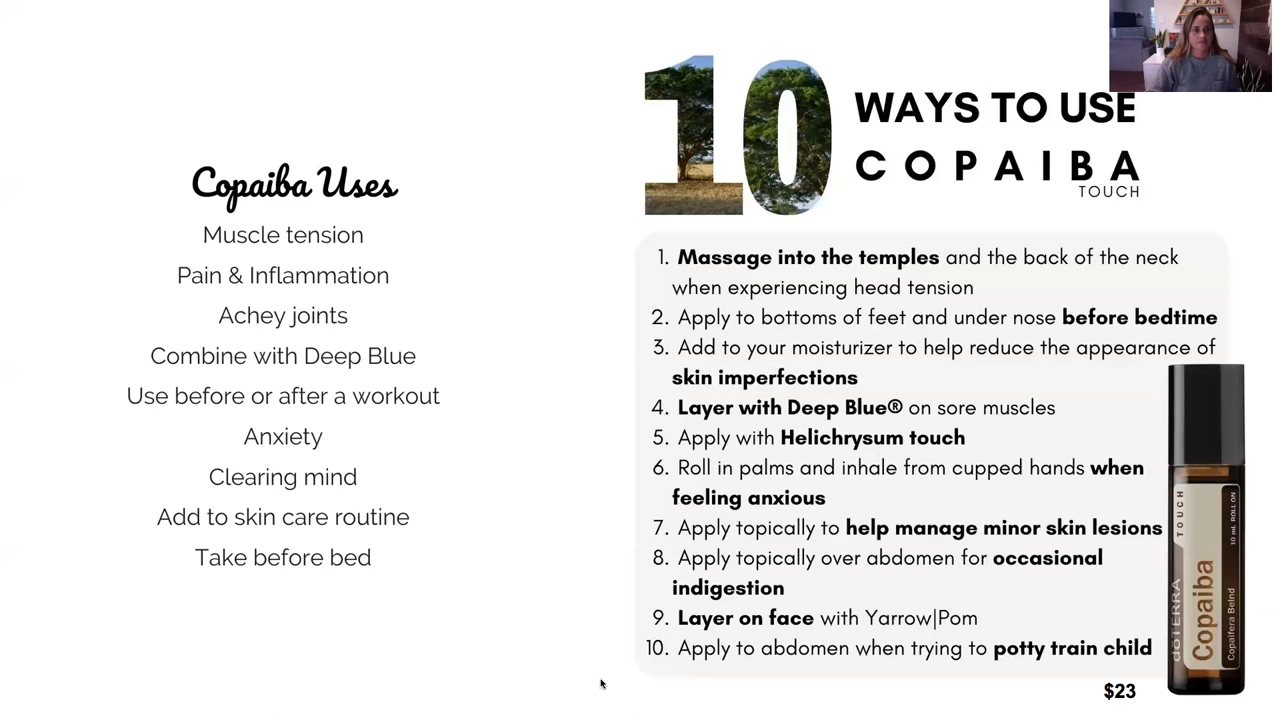 Copaiba Uses
Muscle tension
Pain & Inflammation
Achey joints
Combine with Deep Blue
Use before or after a workout
Anxiety
Clearing mind
Add to skin care routine
Take before bed
10 WAYS TO USE
COPAIBA
TOUCH
1. Massage into the temples and the back of the neck
when experiencing head tension
2. Apply to bottoms of feet and under nose before bedtime
3. Add to your moisturizer to help reduce the appearance of
skin imperfections
4. Layer with Deep Blue® on sore muscles
5. Apply with Helichrysum touch
6. Roll in palms and inhale from cupped hands when
feeling anxious
7. Apply topically to help manage minor skin lesions
8. Apply topically over abdomen for occasional
indigestion
9. Layer on face with Yarrow|Pom
10. Apply to abdomen when trying to potty train child
$23
dōTERRA TOUCH
Copaiba
Copaifera Belnd
10 mL ROLL ON